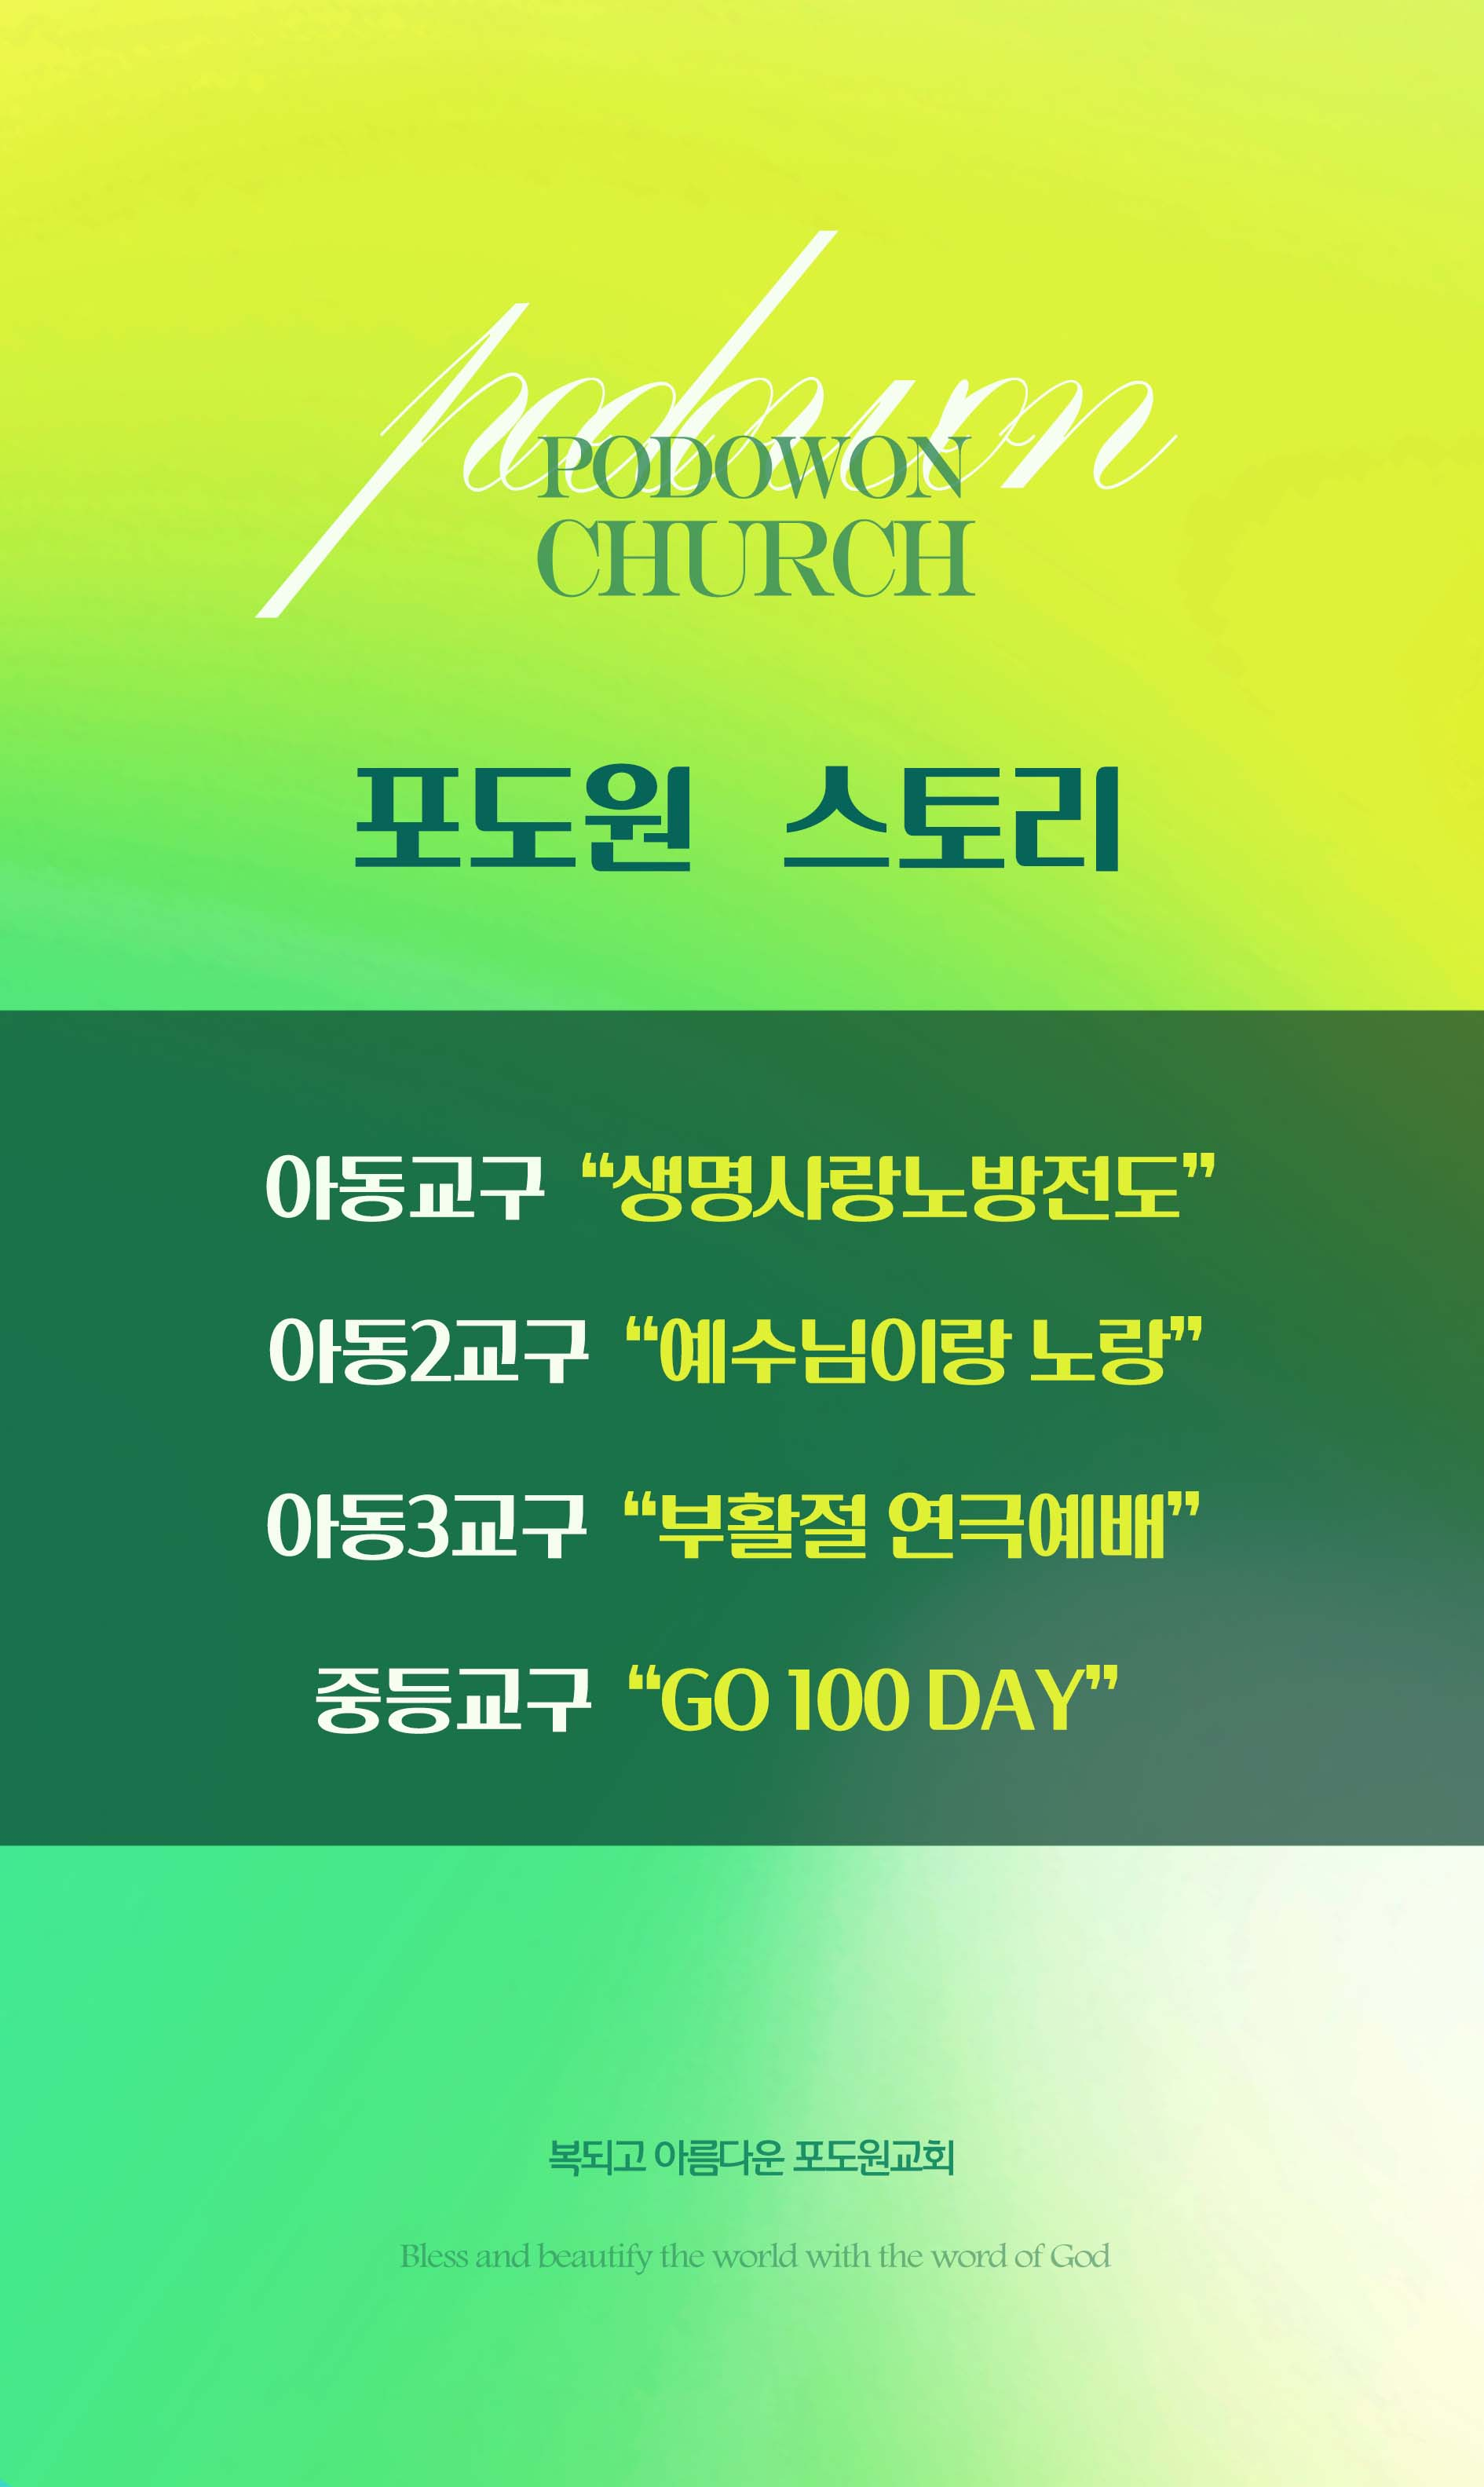 podowon
PODOWON
CHURCH
포도원 스토리
아동교구 “생명사랑노방전도”
아동2교구 “예수님이랑 노랑”
아동3교구 “부활절 연극예배”
중등교구 “GO 100 DAY”
복되고 아름다운 포도원교회
Bless and beautify the world with the word of God